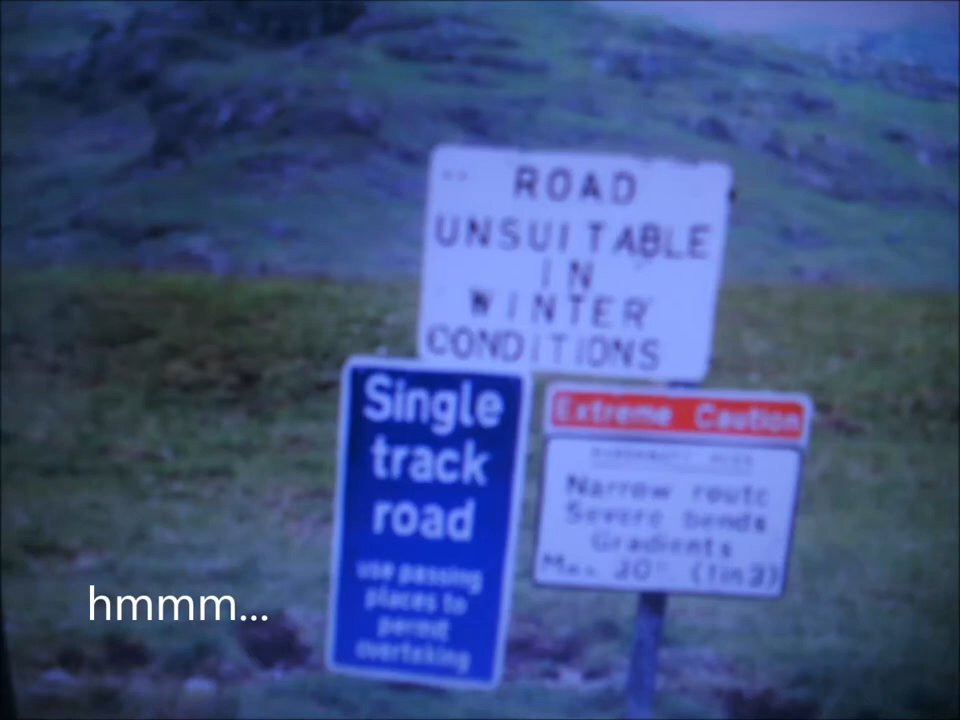 ROAD
UNSUITABLE
IN
WINTER
CONDITIONS
Single
track
road
use passing
places to
permit
overtaking
Extreme Caution
Narrow route
Severe bends
Gradients
Max. 30% (1in3)
hmmm...